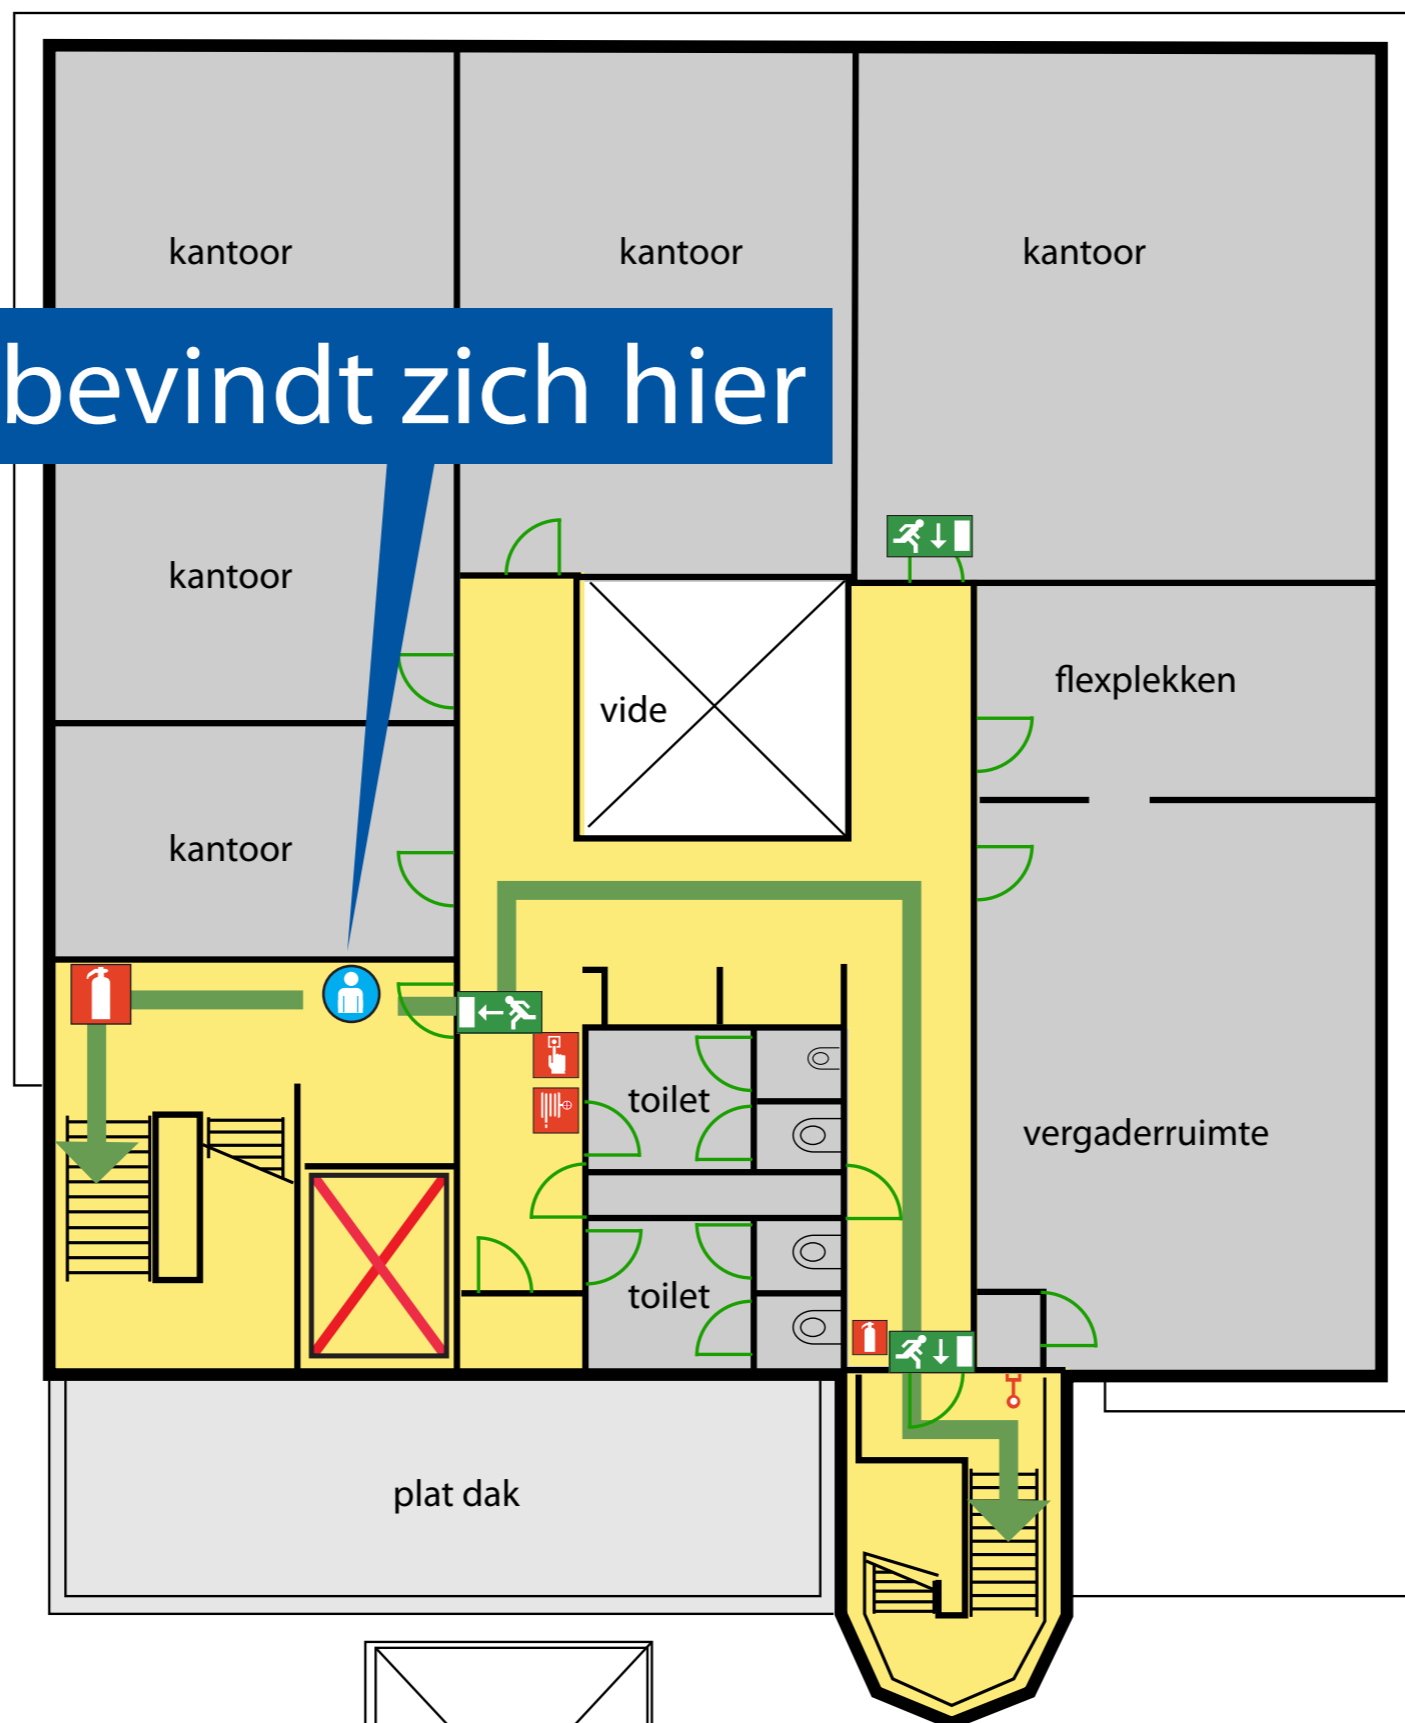 kantoor kantoor kantoor
bevindt zich hier
kantoor
flexplekken
vide
kantoor
toilet
vergaderruimte
toilet
plat dak